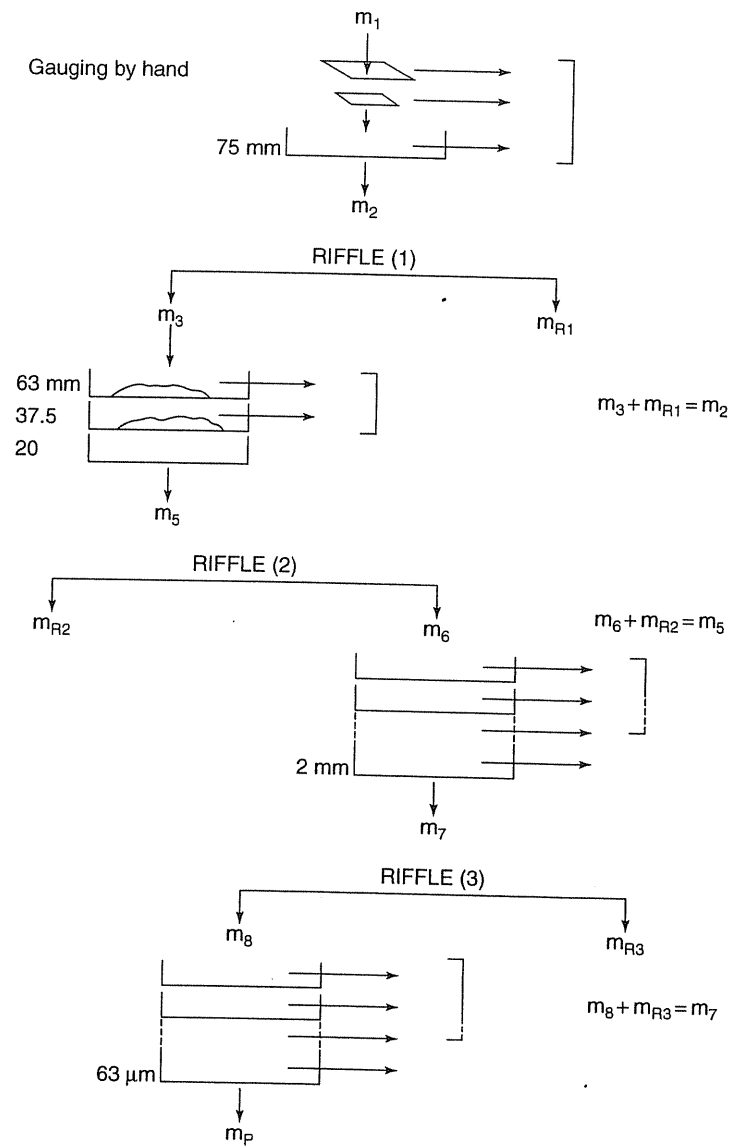 m1
Gauging by hand
75 mm
m2
RIFFLE (1)
m3
mR1
63 mm
37.5
m3 + mR1 = m2
20
m5
RIFFLE (2)
mR2
m6
m6 + mR2 = m5
2 mm
m7
RIFFLE (3)
m8
mR3
m8 + mR3 = m7
63 μm
mP